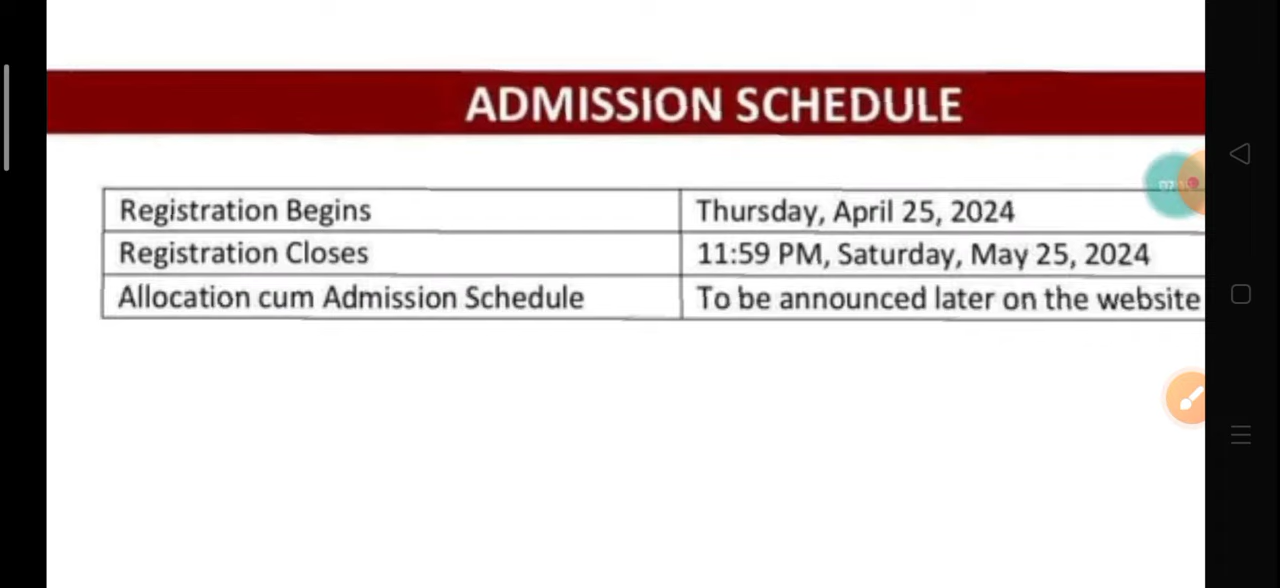 ADMISSION SCHEDULE
Registration Begins Thursday, April 25, 2024
Registration Closes 11:59 PM, Saturday, May 25, 2024
Allocation cum Admission Schedule To be announced later on the website